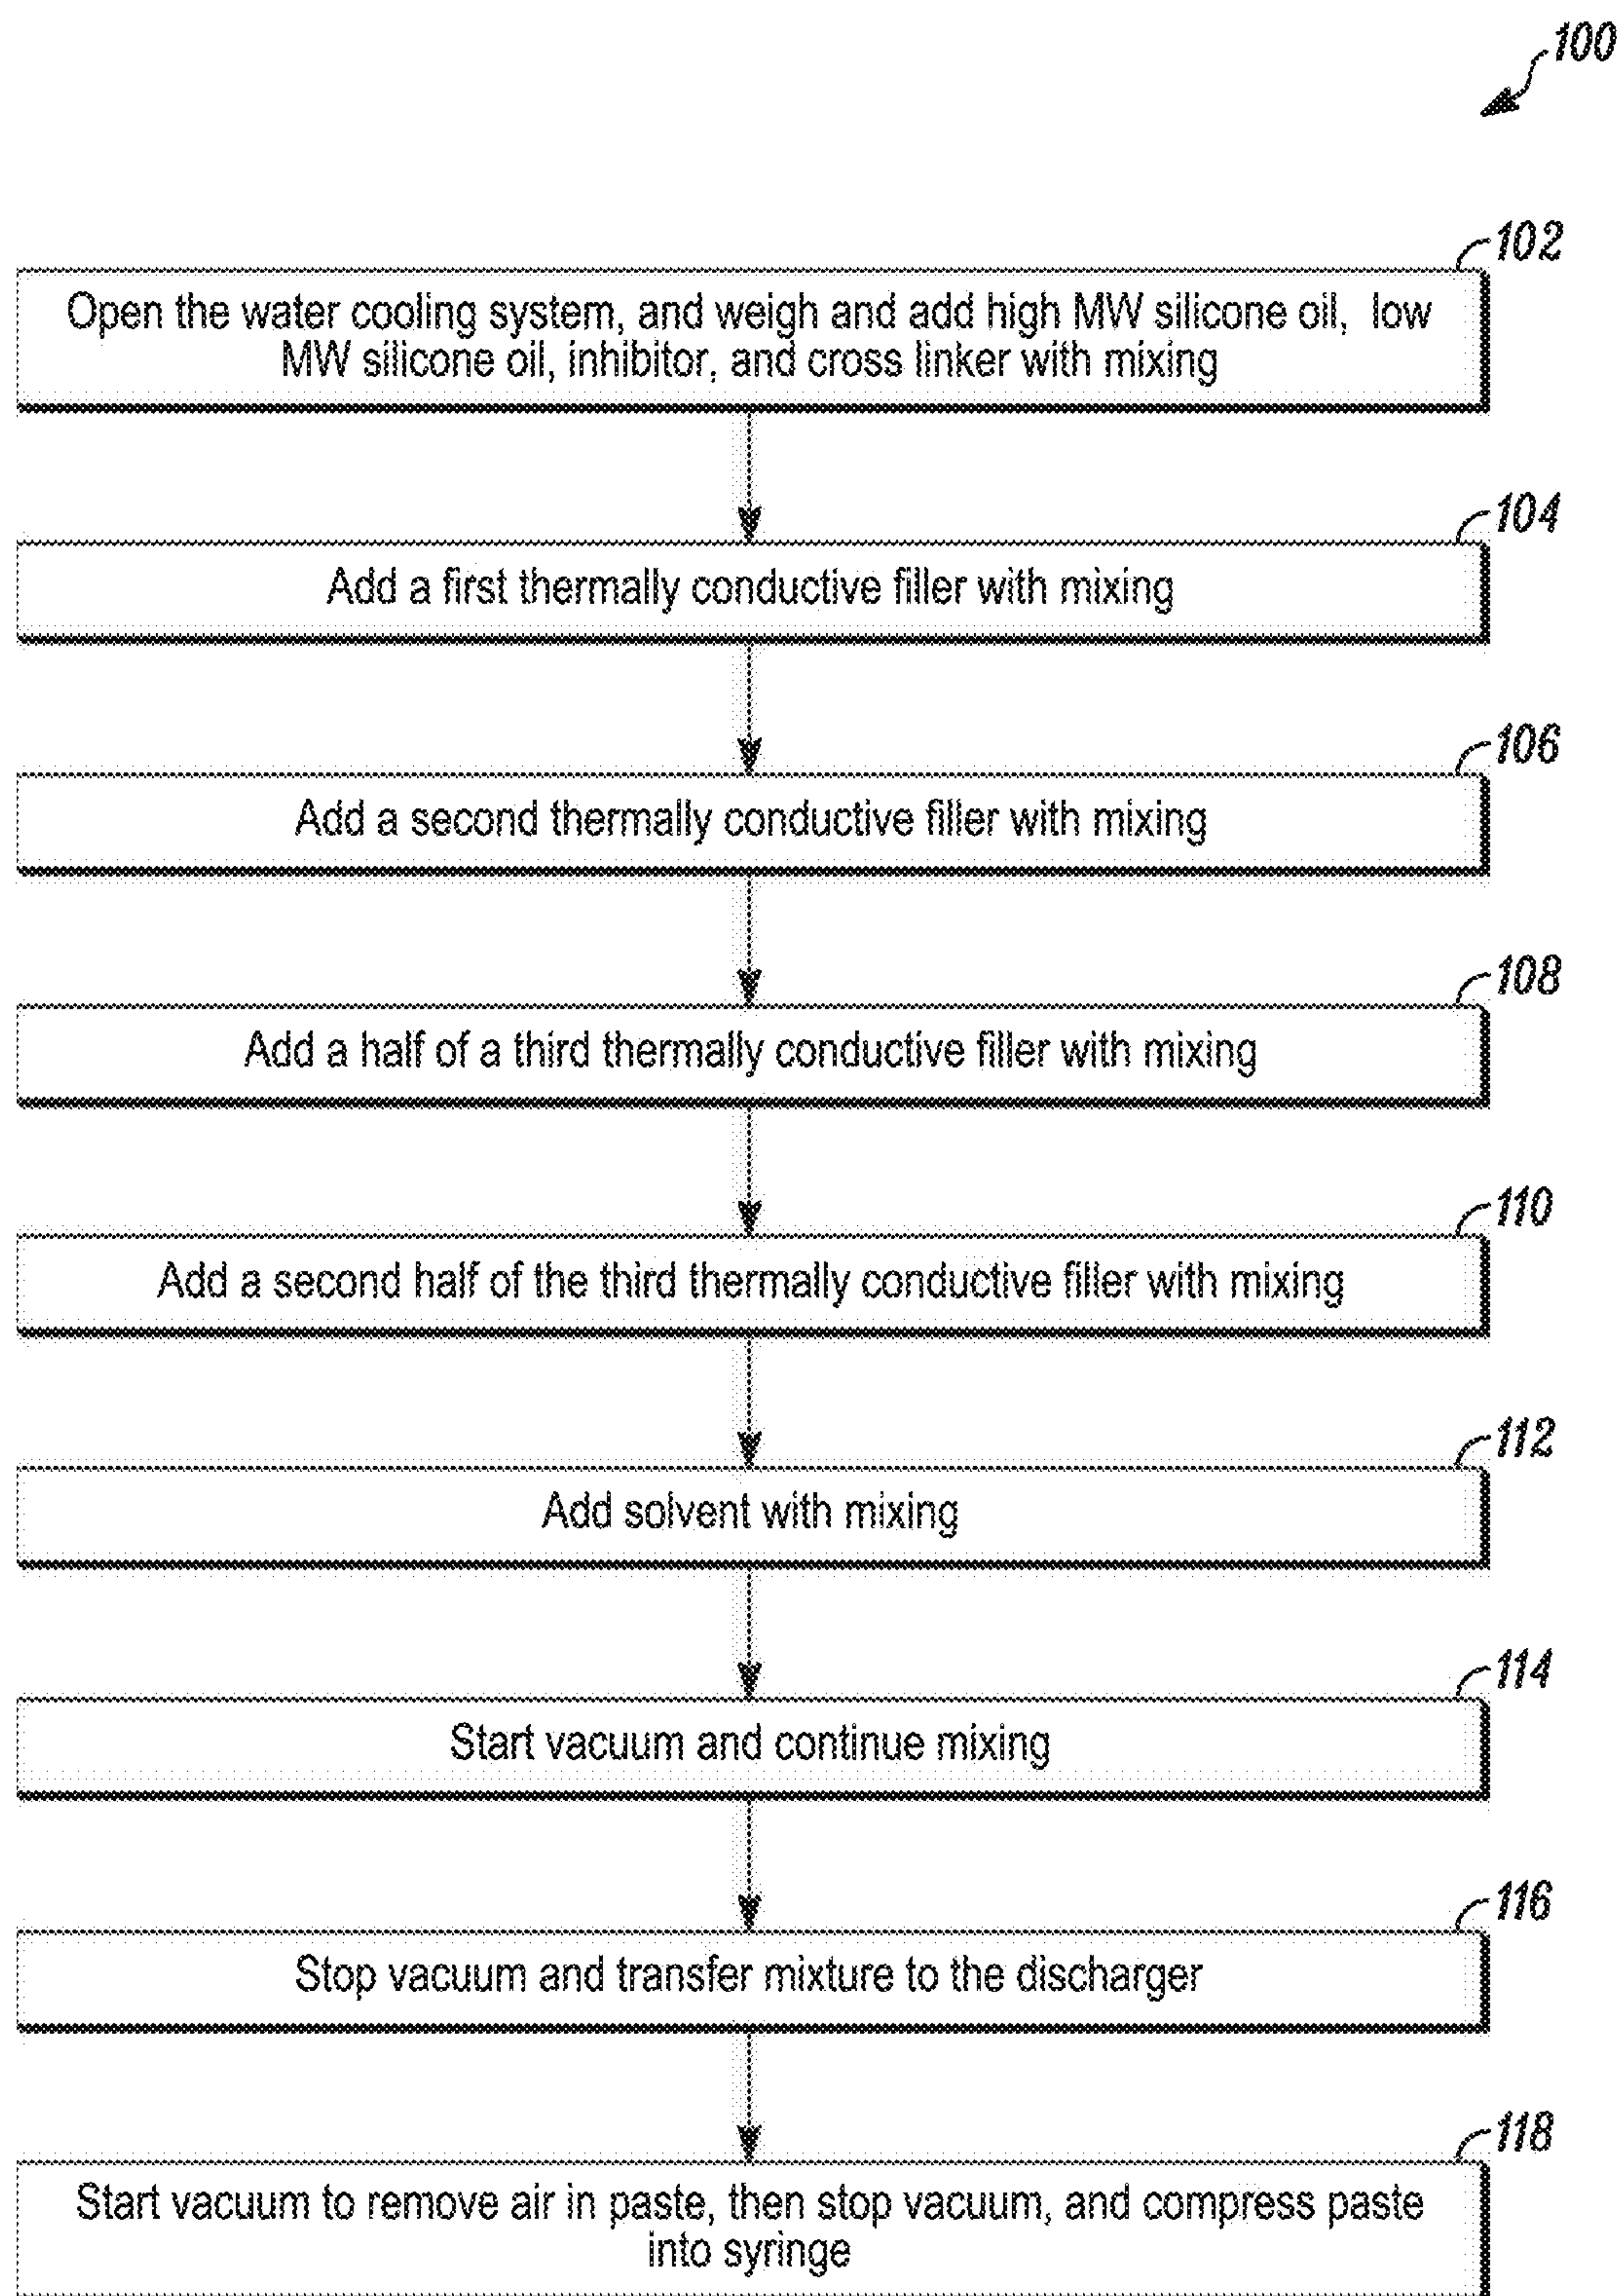 100
102
Open the water cooling system, and weigh and add high MW silicone oil, low
MW silicone oil, inhibitor, and cross linker with mixing
104
Add a first thermally conductive filler with mixing
106
Add a second thermally conductive filler with mixing
108
Add a half of a third thermally conductive filler with mixing
110
Add a second half of the third thermally conductive filler with mixing
112
Add solvent with mixing
114
Start vacuum and continue mixing
116
Stop vacuum and transfer mixture to the discharger
118
Start vacuum to remove air in paste, then stop vacuum, and compress paste
into syringe